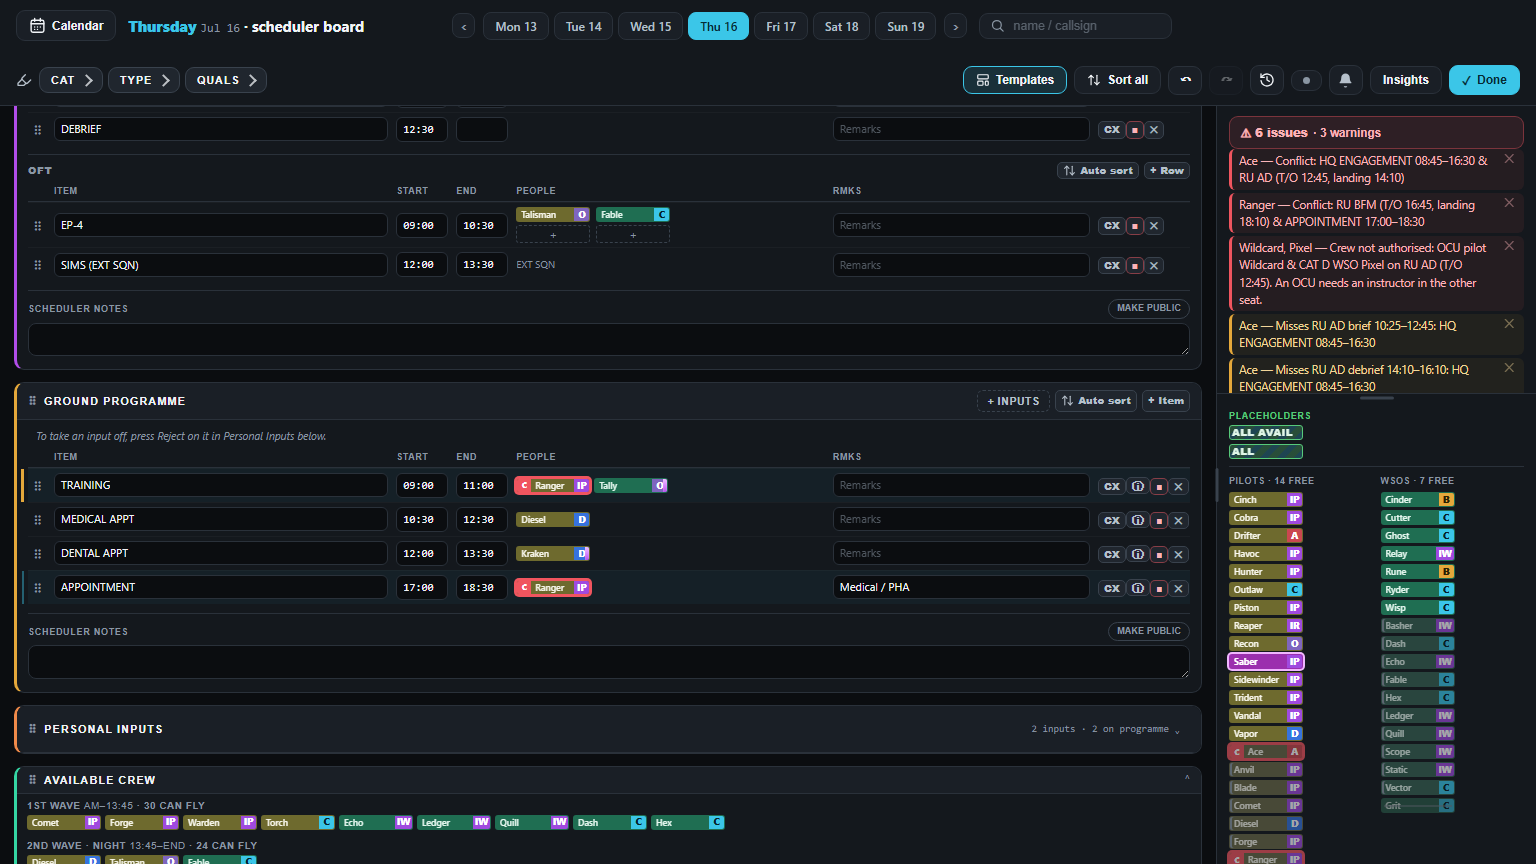 Calendar
Thursday Jul 16 · scheduler board
‹ Mon 13 Tue 14 Wed 15 Thu 16 Fri 17 Sat 18 Sun 19 ›
name / callsign
CAT TYPE QUALS
Templates Sort all Insights ✓ Done
DEBRIEF 12:30 Remarks CX ✕
OFT Auto sort + Row
ITEM START END PEOPLE RMKS
EP-4 09:00 10:30 Talisman O Fable C Remarks CX ✕
+ +
SIMS (EXT SQN) 12:00 13:30 EXT SQN Remarks CX ✕
SCHEDULER NOTES MAKE PUBLIC
GROUND PROGRAMME + INPUTS Auto sort + Item
To take an input off, press Reject on it in Personal Inputs below.
ITEM START END PEOPLE RMKS
TRAINING 09:00 11:00 C Ranger IP Tally O Remarks CX ✕
MEDICAL APPT 10:30 12:30 Diesel D Remarks CX ✕
DENTAL APPT 12:00 13:30 Kraken D Remarks CX ✕
APPOINTMENT 17:00 18:30 C Ranger IP Medical / PHA CX ✕
SCHEDULER NOTES MAKE PUBLIC
PERSONAL INPUTS 2 inputs · 2 on programme
AVAILABLE CREW
1ST WAVE AM–13:45 · 30 CAN FLY
Comet IP Forge IP Warden IP Torch C Echo IW Ledger IW Quill IW Dash C Hex C
2ND WAVE · NIGHT 13:45–END · 24 CAN FLY
Diesel D Talisman O Fable C
⚠ 6 issues · 3 warnings
Ace — Conflict: HQ ENGAGEMENT 08:45–16:30 &
RU AD (T/O 12:45, landing 14:10)
Ranger — Conflict: RU BFM (T/O 16:45, landing
18:10) & APPOINTMENT 17:00–18:30
Wildcard, Pixel — Crew not authorised: OCU pilot
Wildcard & CAT D WSO Pixel on RU AD (T/O
12:45). An OCU needs an instructor in the other
seat.
Ace — Misses RU AD brief 10:25–12:45: HQ
ENGAGEMENT 08:45–16:30
Ace — Misses RU AD debrief 14:10–16:10: HQ
ENGAGEMENT 08:45–16:30
PLACEHOLDERS
ALL AVAIL
ALL
PILOTS · 14 FREE
Cinch IP
Cobra IP
Drifter A
Havoc IP
Hunter IP
Outlaw C
Piston IP
Reaper IR
Recon O
Saber IP
Sidewinder IP
Trident IP
Vandal IP
Vapor D
C Ace A
Anvil IP
Blade IP
Comet IP
Diesel D
Forge IP
C Ranger IP
WSOS · 7 FREE
Cinder B
Cutter C
Ghost C
Relay IW
Rune B
Ryder C
Wisp C
Basher IW
Dash C
Echo IW
Fable C
Hex C
Ledger IW
Quill IW
Scope IW
Static IW
Vector C
Grit C